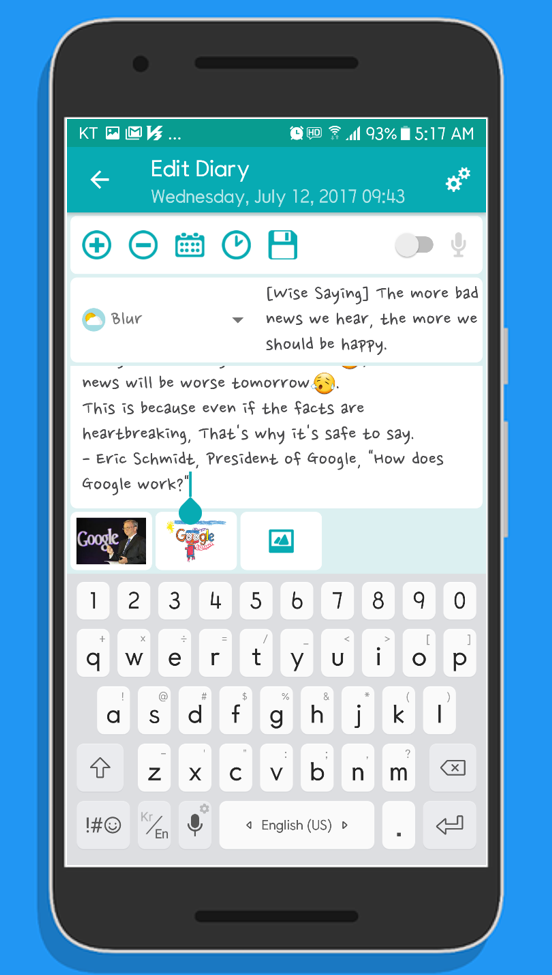 KT ... HD 93% 5:17 AM
Edit Diary
Wednesday, July 12, 2017 09:43
Blur
[Wise Saying] The more bad
news we hear, the more we
should be happy.
news will be worse tomorrow😥.
This is because even if the facts are
heartbreaking, That's why it's safe to say.
- Eric Schmidt, President of Google, "How does
Google work?"
Google
Google
1 2 3 4 5 6 7 8 9 0
+ × ÷ = / _ < > [ ]
q w e r t y u i o p
! @ # $ % & * ( )
a s d f g h j k l
- ' " : ; , ?
z x c v b n m
!#☺ Kr/En English (US) .